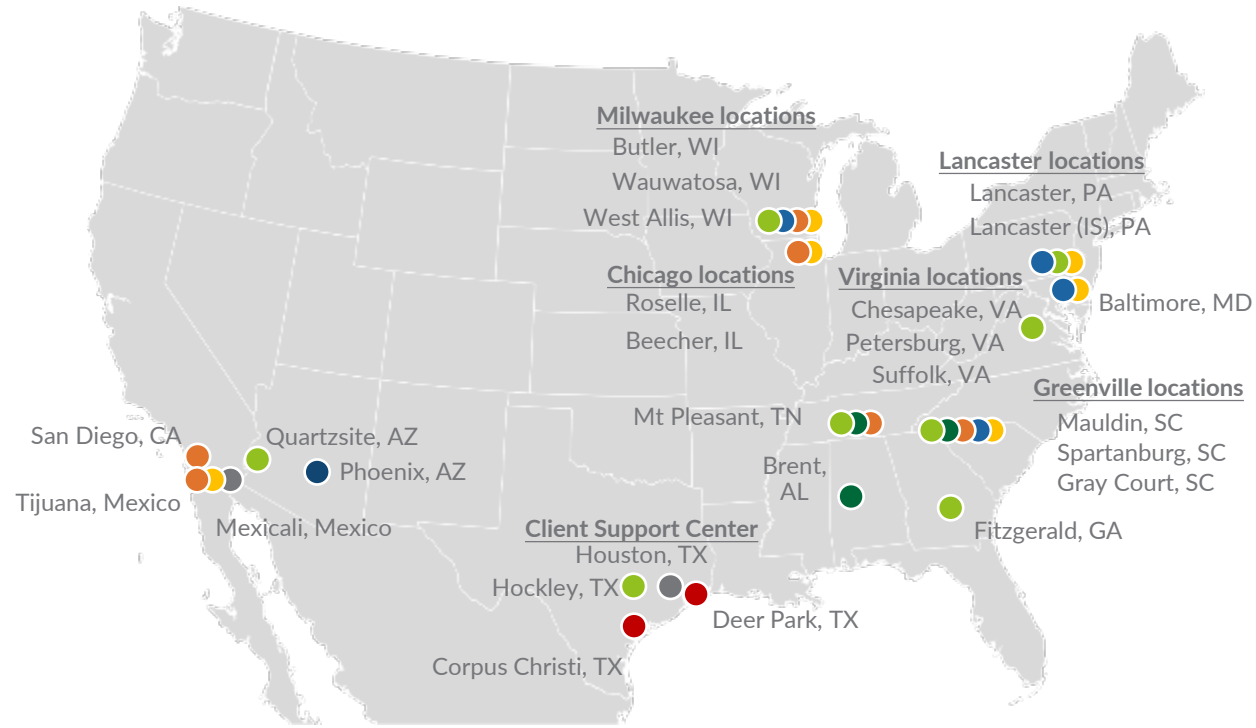 Milwaukee locations
Butler, WI
Wauwatosa, WI
West Allis, WI
Lancaster locations
Lancaster, PA
Lancaster (IS), PA
Chicago locations
Roselle, IL
Beecher, IL
Virginia locations
Chesapeake, VA
Petersburg, VA
Suffolk, VA
Baltimore, MD
Greenville locations
Mauldin, SC
Spartanburg, SC
Gray Court, SC
Mt Pleasant, TN
San Diego, CA
Quartzsite, AZ
Phoenix, AZ
Tijuana, Mexico
Mexicali, Mexico
Brent,
AL
Fitzgerald, GA
Client Support Center
Houston, TX
Hockley, TX
Deer Park, TX
Corpus Christi, TX